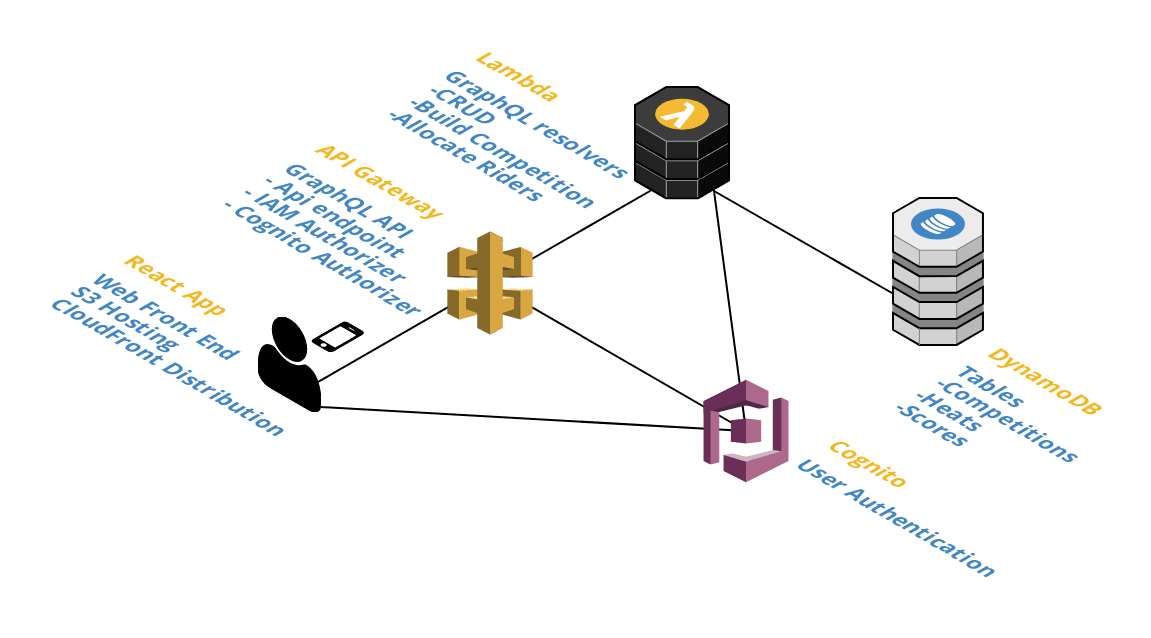 Lambda
GraphQL resolvers
-CRUD
-Build Competition
-Allocate Riders
API Gateway
GraphQL API
- Api endpoint
- IAM Authorizer
- Cognito Authorizer
React App
Web Front End
S3 Hosting
CloudFront Distribution
DynamoDB
Tables
-Competitions
-Heats
-Scores
Cognito
User Authentication